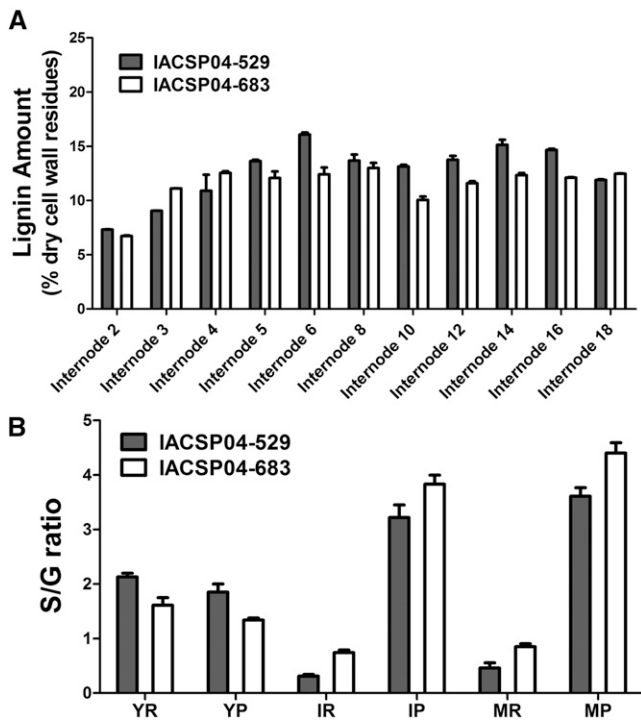 A
25
20
15
10
5
0
Lignin Amount
(% dry cell wall residues)
IACSP04-529
IACSP04-683
Internode 2
Internode 3
Internode 4
Internode 5
Internode 6
Internode 8
Internode 10
Internode 12
Internode 14
Internode 16
Internode 18
B
5
4
3
2
1
0
S/G ratio
IACSP04-529
IACSP04-683
YR
YP
IR
IP
MR
MP